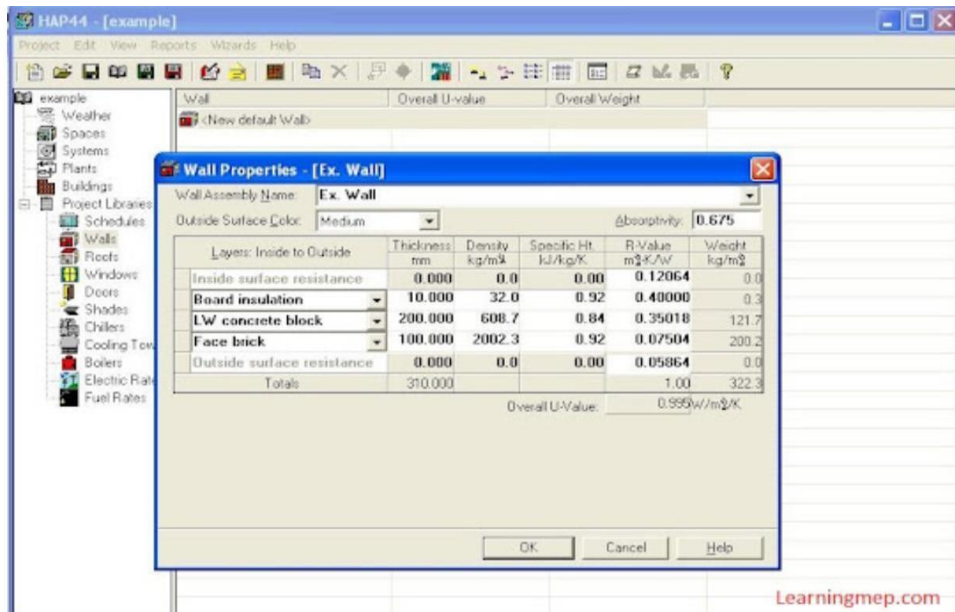 HAP44 - [example]
Project Edit View Reports Wizards Help
example
Weather
Spaces
Systems
Plants
Buildings
Project Libraries
Schedules
Walls
Roofs
Windows
Doors
Shades
Chillers
Cooling Tow
Boilers
Electric Rate
Fuel Rates
Wall Overall U-value Overall Weight
<New default Wall>
Wall Properties - [Ex. Wall]
Wall Assembly Name: Ex. Wall
Outside Surface Color: Medium Absorptivity: 0.675
Layers: Inside to Outside Thickness Density Specific Ht. R-Value Weight
mm kg/m³ kJ/kg/K m²-K/W kg/m²
Inside surface resistance 0.000 0.0 0.00 0.12064 0.0
Board insulation 10.000 32.0 0.92 0.40000 0.3
LW concrete block 200.000 608.7 0.84 0.35018 121.7
Face brick 100.000 2002.3 0.92 0.07504 200.2
Outside surface resistance 0.000 0.0 0.00 0.05864 0.0
Totals 310.000 1.00 322.3
Overall U-Value: 0.995 W/m²/K
OK Cancel Help
Learningmep.com